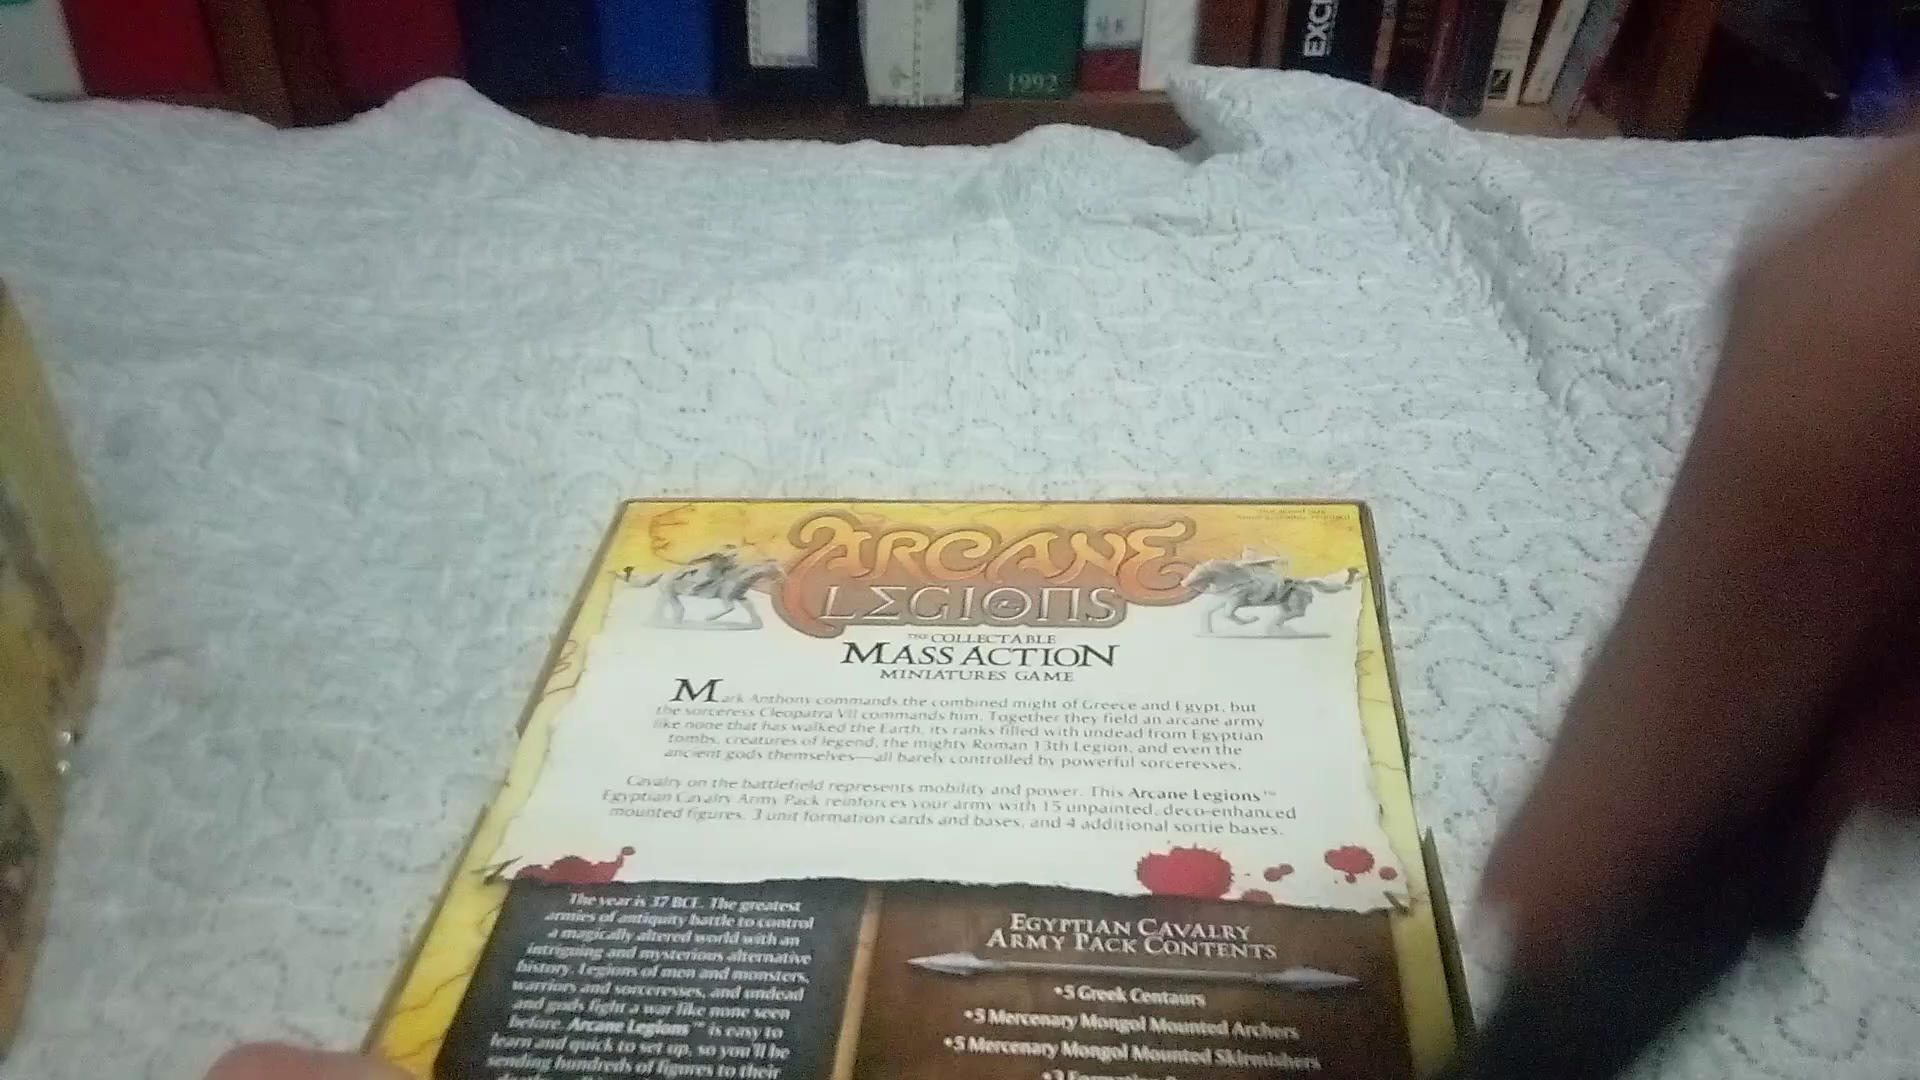 1992
EXC
ARCANE
LEGIONS
THE COLLECTABLE
MASS ACTION
MINIATURES GAME
Mark Anthony commands the combined might of Greece and Egypt, but
the sorceress Cleopatra VII commands him. Together they field an arcane army
like none that has walked the Earth, its ranks filled with undead from Egyptian
tombs, creatures of legend, the mighty Roman 13th Legion, and even the
ancient gods themselves—all barely controlled by powerful sorceresses.
Cavalry on the battlefield represents mobility and power. This Arcane Legions™
Egyptian Cavalry Army Pack reinforces your army with 15 unpainted, deco-enhanced
mounted figures, 3 unit formation cards and bases, and 4 additional sortie bases.
The year is 37 BCE. The greatest
armies of antiquity battle to control
a magically altered world with an
intriguing and mysterious alternative
history. Legions of men and monsters,
warriors and sorceresses, and undead
and gods fight a war like none seen
before. Arcane Legions™ is easy to
learn and quick to set up, so you'll be
sending hundreds of figures to their
EGYPTIAN CAVALRY
ARMY PACK CONTENTS
•5 Greek Centaurs
•5 Mercenary Mongol Mounted Archers
•5 Mercenary Mongol Mounted Skirmishers
•3 Formation